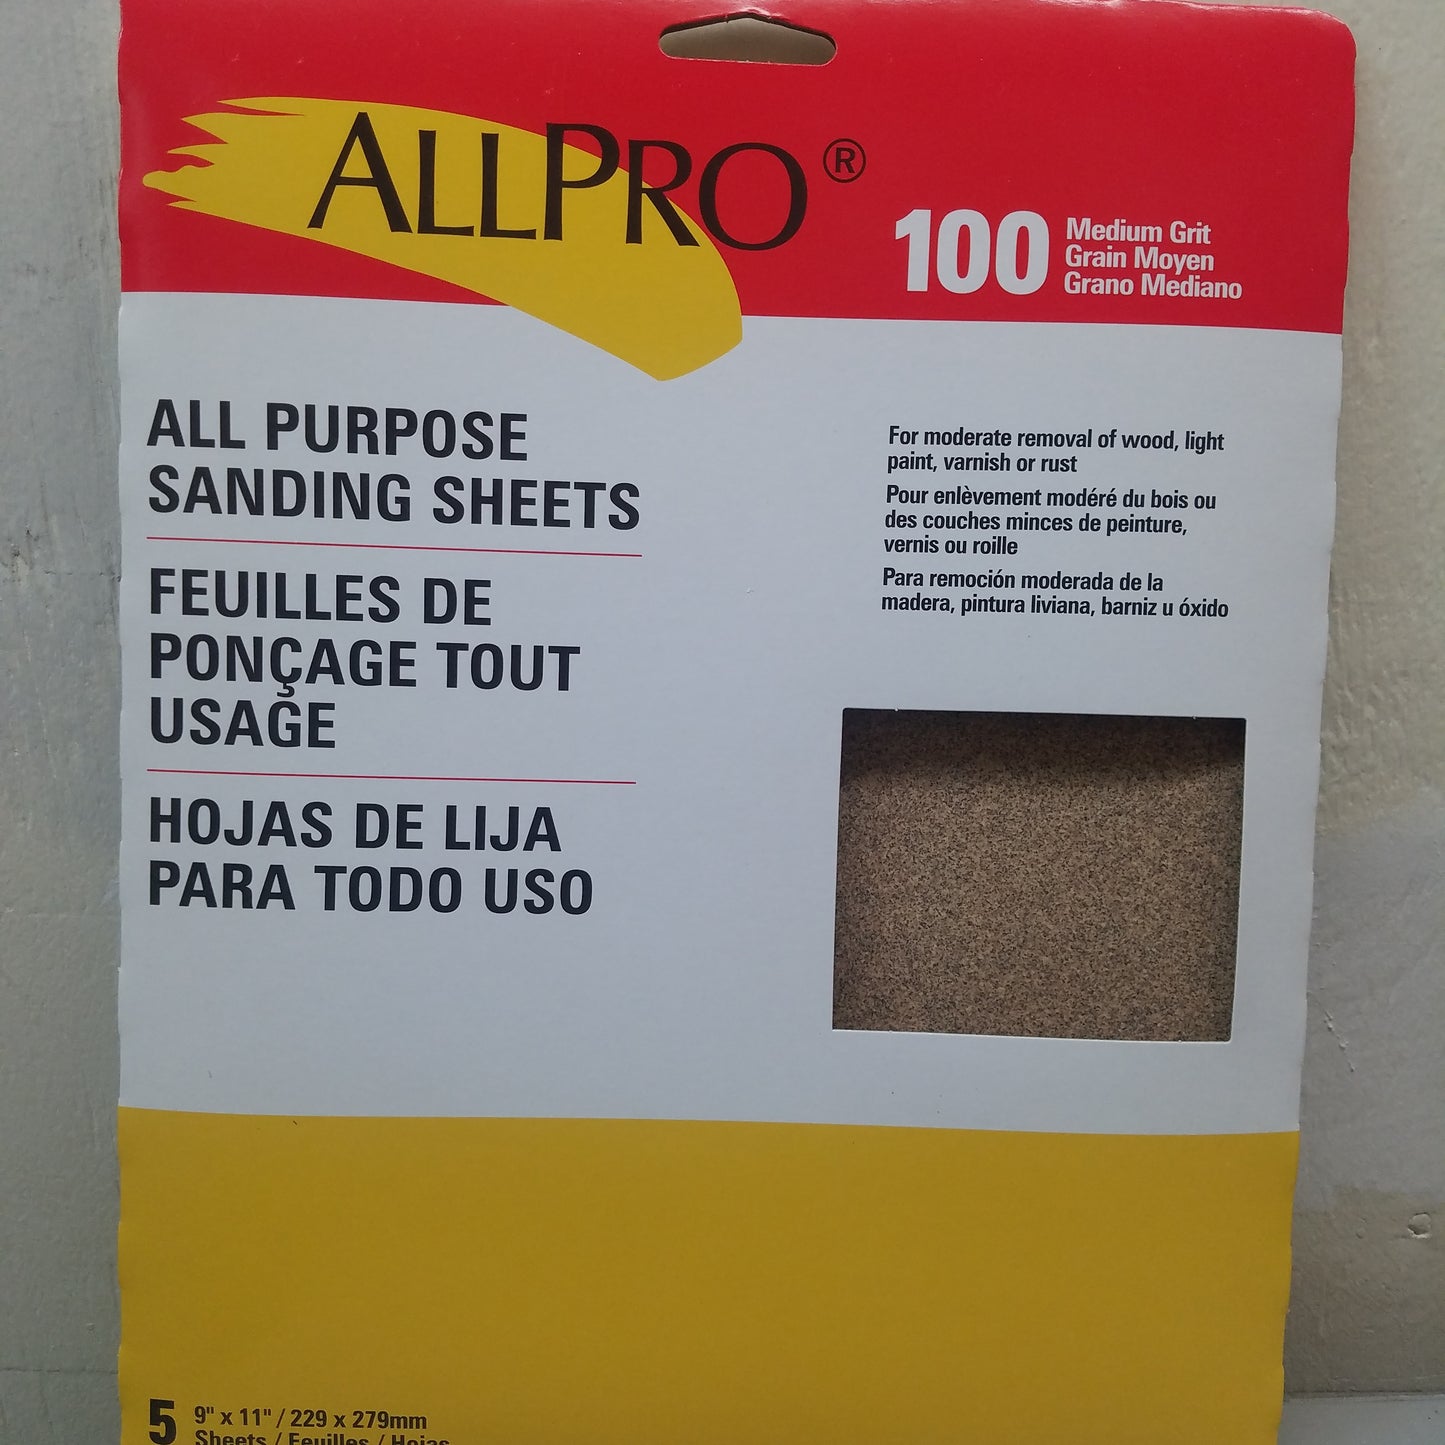 ALLPRO®
100
Medium Grit
Grain Moyen
Grano Mediano
ALL PURPOSE
SANDING SHEETS
FEUILLES DE
PONÇAGE TOUT
USAGE
HOJAS DE LIJA
PARA TODO USO
For moderate removal of wood, light
paint, varnish or rust
Pour enlèvement modéré du bois ou
des couches minces de peinture,
vernis ou roille
Para remoción moderada de la
madera, pintura liviana, barniz u óxido
5
9" x 11" / 229 x 279mm
Sheets / Feuilles / Hojas